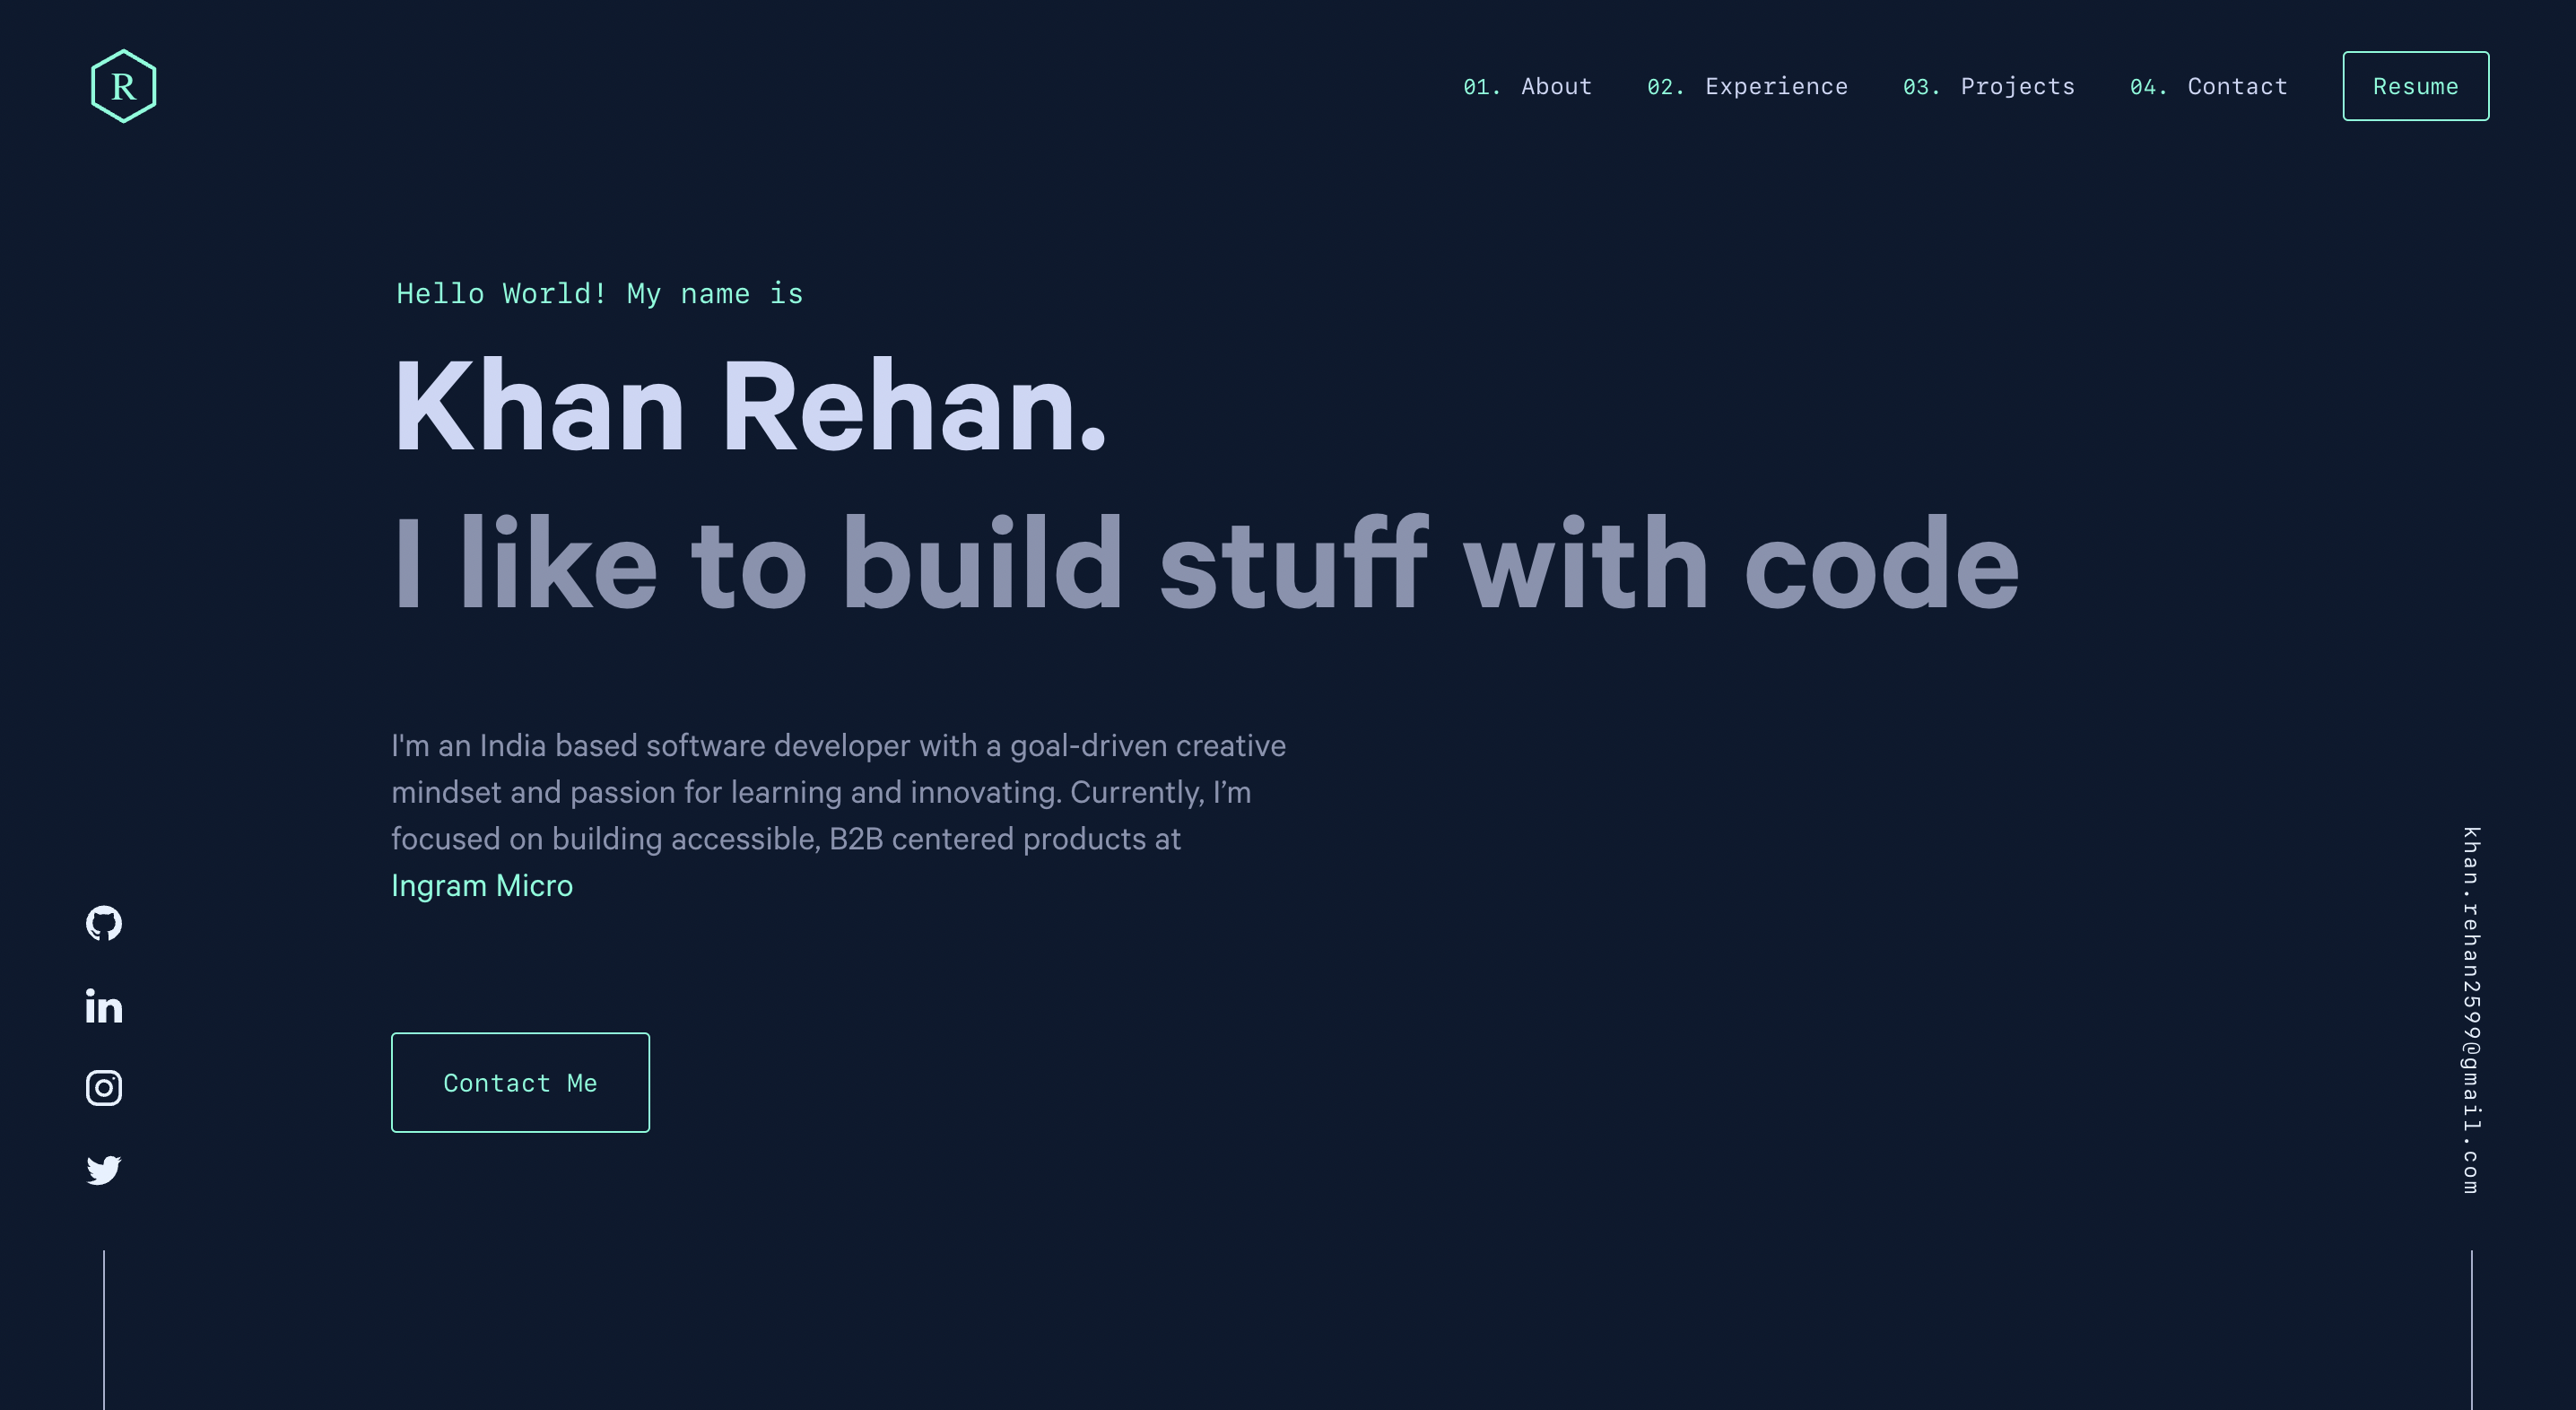 R
01. About 02. Experience 03. Projects 04. Contact Resume
Hello World! My name is
Khan Rehan.
I like to build stuff with code
I'm an India based software developer with a goal-driven creative
mindset and passion for learning and innovating. Currently, I’m
focused on building accessible, B2B centered products at
Ingram Micro
in
Contact Me
khan.rehan2599@gmail.com